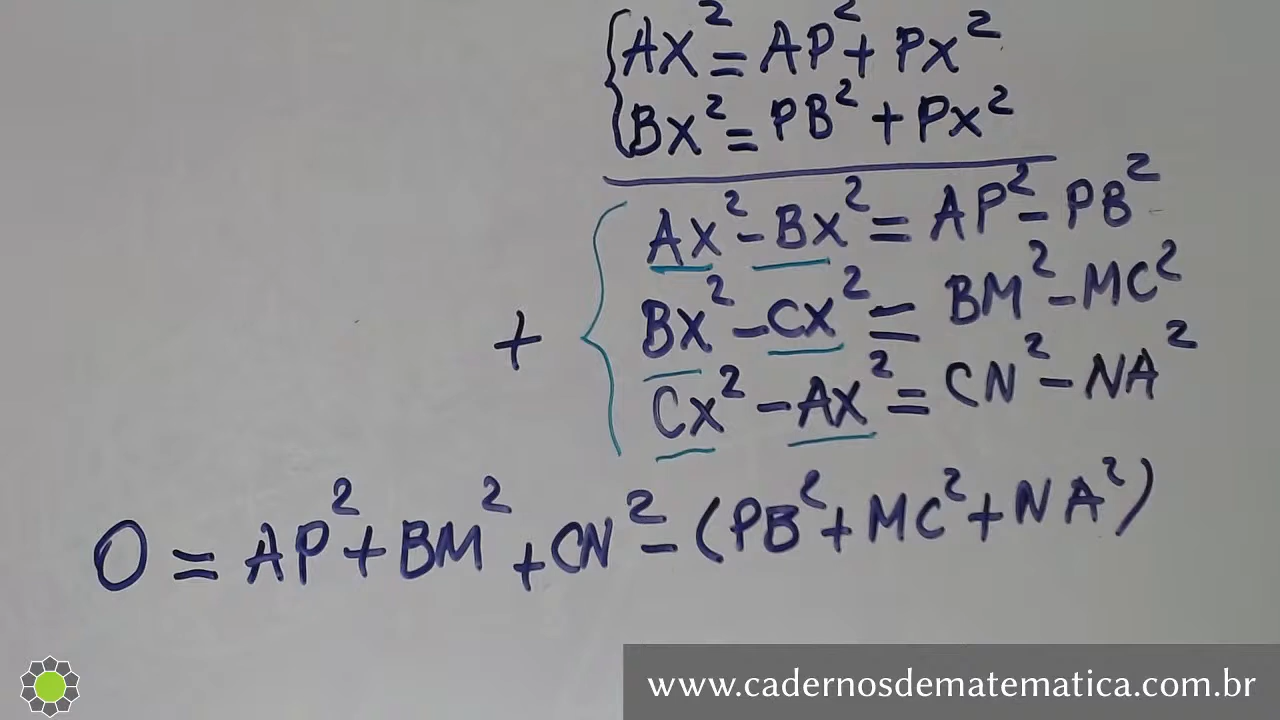 AX² = AP² + PX²
BX² = PB² + PX²
AX² - BX² = AP² - PB²
BX² - CX² = BM² - MC²
+
CX² - AX² = CN² - NA²
0 = AP² + BM² + CN² - (PB² + MC² + NA²)
www.cadernosdematematica.com.br